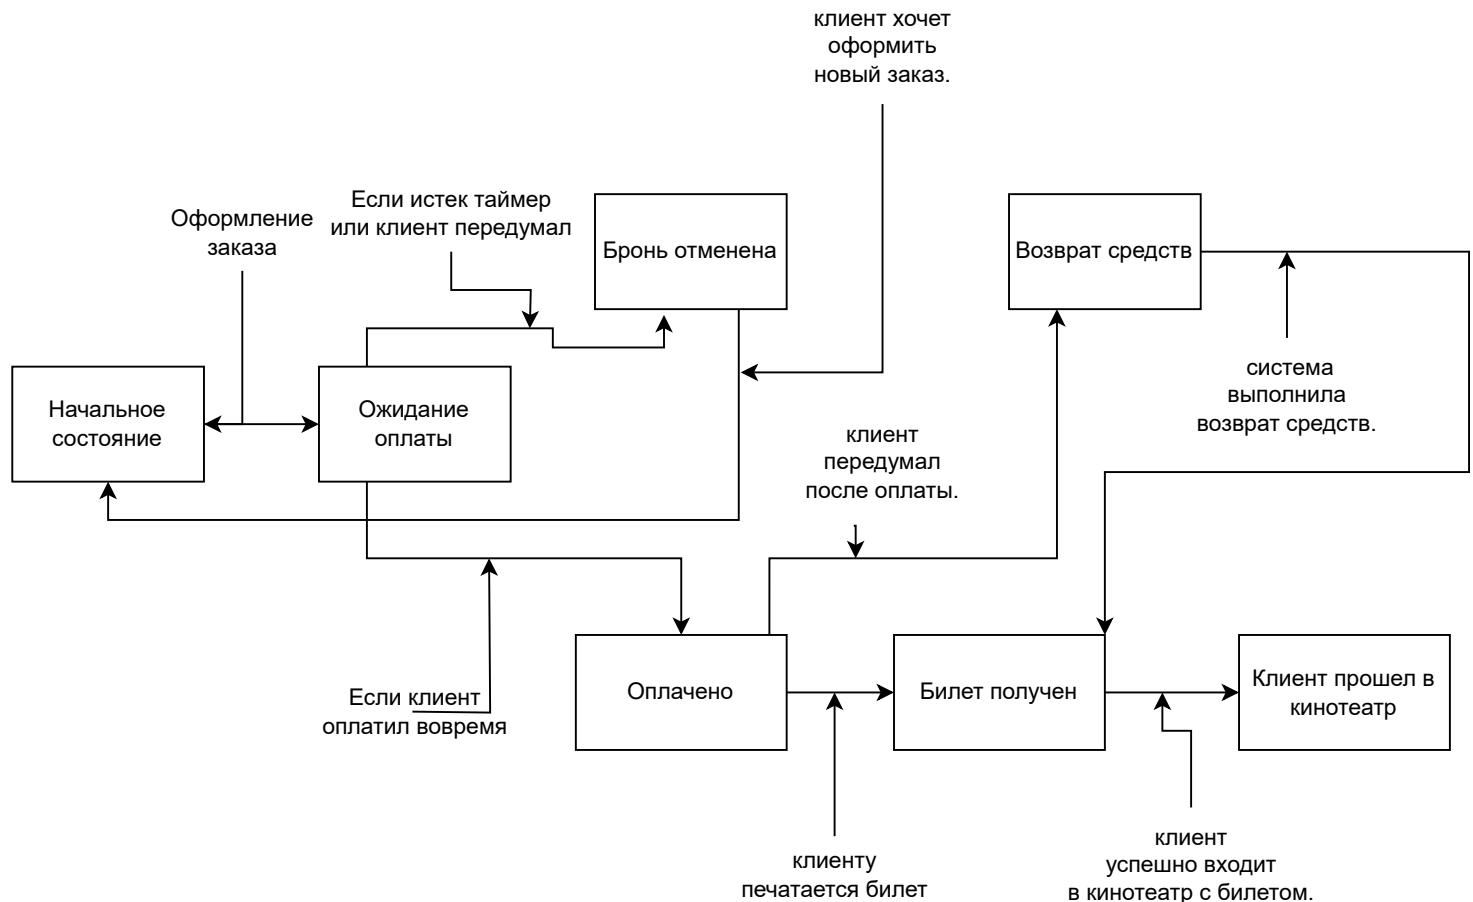 клиент хочет
оформить
новый заказ.
Если истек таймер
или клиент передумал
Оформление
заказа
Бронь отменена
Возврат средств
Начальное
состояние
Ожидание
оплаты
система
выполнила
возврат средств.
клиент
передумал
после оплаты.
Если клиент
оплатил вовремя
Оплачено
Билет получен
Клиент прошел в
кинотеатр
клиенту
печатается билет
клиент
успешно входит
в кинотеатр с билетом.